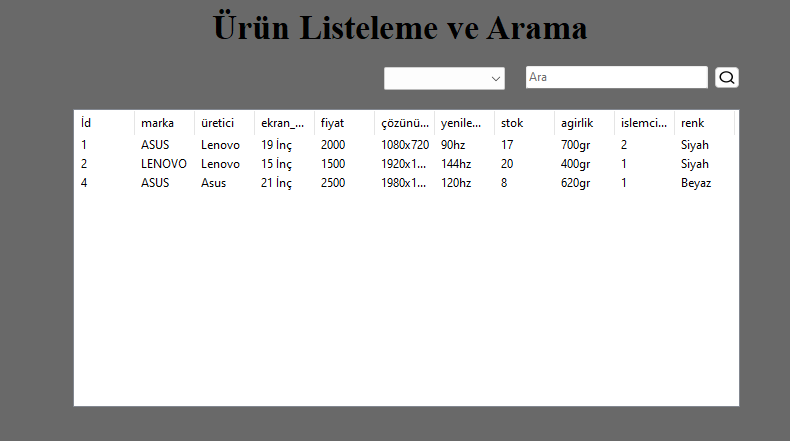 Ürün Listeleme ve Arama
Ara
İd marka üretici ekran_... fiyat çözünü... yenile... stok agirlik islemci... renk
1 ASUS Lenovo 19 İnç 2000 1080x720 90hz 17 700gr 2 Siyah
2 LENOVO Lenovo 15 İnç 1500 1920x1... 144hz 20 400gr 1 Siyah
4 ASUS Asus 21 İnç 2500 1980x1... 120hz 8 620gr 1 Beyaz